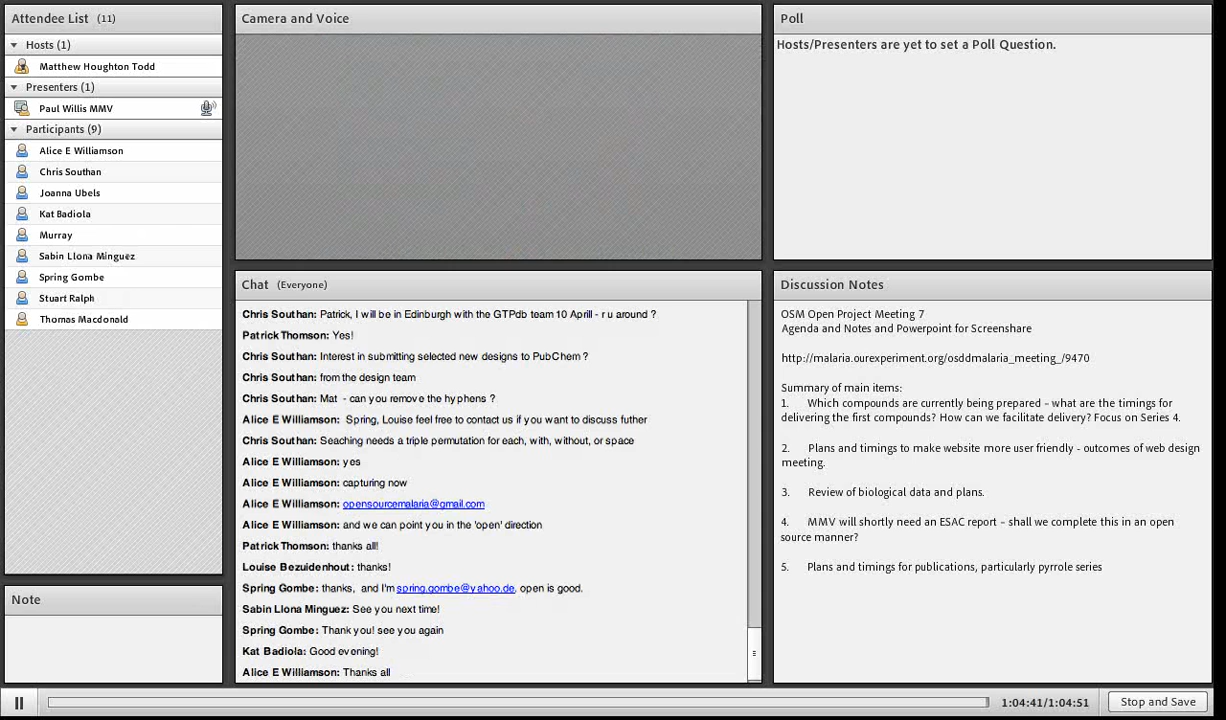 Attendee List (11)
Hosts (1)
Matthew Houghton Todd
Presenters (1)
Paul Willis MMV
Participants (9)
Alice E Williamson
Chris Southan
Joanna Ubels
Kat Badiola
Murray
Sabin Llona Minguez
Spring Gombe
Stuart Ralph
Thomas Macdonald
Note
Camera and Voice
Chat (Everyone)
Chris Southan: Patrick, I will be in Edinburgh with the GTPdb team 10 Aprill - r u around ?
Patrick Thomson: Yes!
Chris Southan: Interest in submitting selected new designs to PubChem ?
Chris Southan: from the design team
Chris Southan: Mat - can you remove the hyphens ?
Alice E Williamson: Spring, Louise feel free to contact us if you want to discuss futher
Chris Southan: Seaching needs a triple permutation for each, with, without, or space
Alice E Williamson: yes
Alice E Williamson: capturing now
Alice E Williamson: opensourcemalaria@gmail.com
Alice E Williamson: and we can point you in the 'open' direction
Patrick Thomson: thanks all!
Louise Bezuidenhout: thanks!
Spring Gombe: thanks, and I'm spring.gombe@yahoo.de. open is good.
Sabin Llona Minguez: See you next time!
Spring Gombe: Thank you! see you again
Kat Badiola: Good evening!
Alice E Williamson: Thanks all
Poll
Hosts/Presenters are yet to set a Poll Question.
Discussion Notes
OSM Open Project Meeting 7
Agenda and Notes and Powerpoint for Screenshare
http://malaria.ourexperiment.org/osddmalaria_meeting_/9470
Summary of main items:
1. Which compounds are currently being prepared – what are the timings for
delivering the first compounds? How can we facilitate delivery? Focus on Series 4.
2. Plans and timings to make website more user friendly - outcomes of web design
meeting.
3. Review of biological data and plans.
4. MMV will shortly need an ESAC report – shall we complete this in an open
source manner?
5. Plans and timings for publications, particularly pyrrole series
1:04:41/1:04:51
Stop and Save